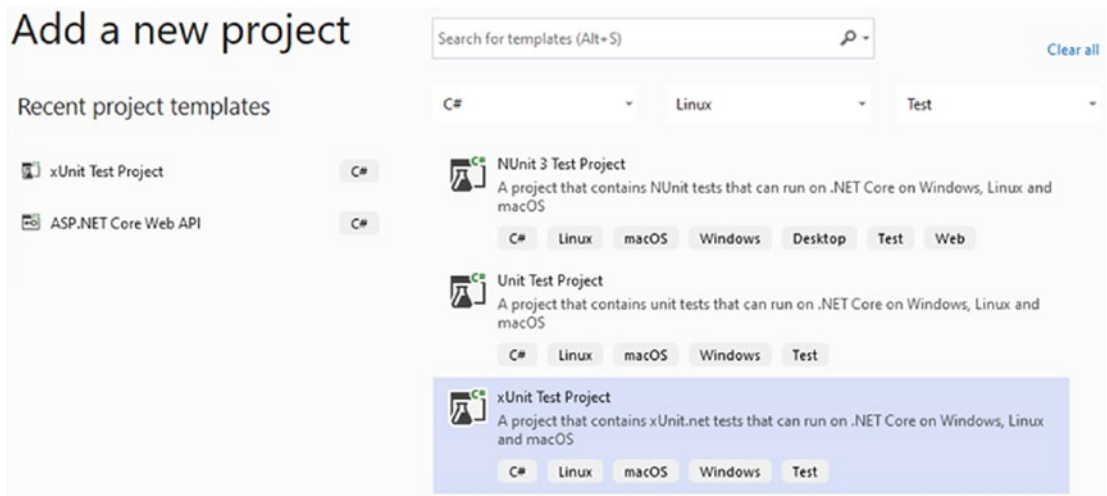 Add a new project
Search for templates (Alt+S)
Clear all
Recent project templates
C#
Linux
Test
xUnit Test Project
C#
ASP.NET Core Web API
C#
NUnit 3 Test Project
A project that contains NUnit tests that can run on .NET Core on Windows, Linux and
macOS
C# Linux macOS Windows Desktop Test Web
Unit Test Project
A project that contains unit tests that can run on .NET Core on Windows, Linux and
macOS
C# Linux macOS Windows Test
xUnit Test Project
A project that contains xUnit.net tests that can run on .NET Core on Windows, Linux
and macOS
C# Linux macOS Windows Test